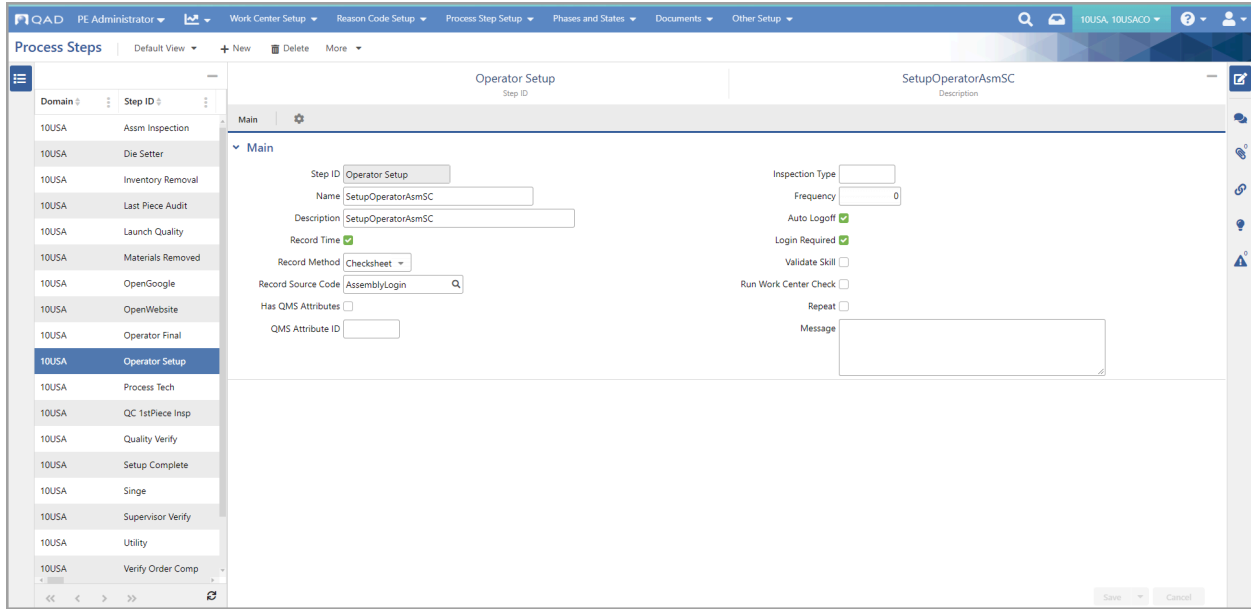 QAD PE Administrator Work Center Setup Reason Code Setup Process Step Setup Phases and States Documents Other Setup 10USA, 10USACO
Process Steps Default View + New Delete More
Operator Setup SetupOperatorAsmSC
Step ID Description
Domain Step ID
Main
10USA Assm Inspection
10USA Die Setter
10USA Inventory Removal
10USA Last Piece Audit
10USA Launch Quality
10USA Materials Removed
10USA OpenGoogle
10USA OpenWebsite
10USA Operator Final
10USA Operator Setup
10USA Process Tech
10USA QC 1stPiece Insp
10USA Quality Verify
10USA Setup Complete
10USA Singe
10USA Supervisor Verify
10USA Utility
10USA Verify Order Comp
Main
Step ID Operator Setup
Name SetupOperatorAsmSC
Description SetupOperatorAsmSC
Record Time
Record Method Checksheet
Record Source Code AssemblyLogin
Has QMS Attributes
QMS Attribute ID
Inspection Type
Frequency 0
Auto Logoff
Login Required
Validate Skill
Run Work Center Check
Repeat
Message
0
0
Save Cancel